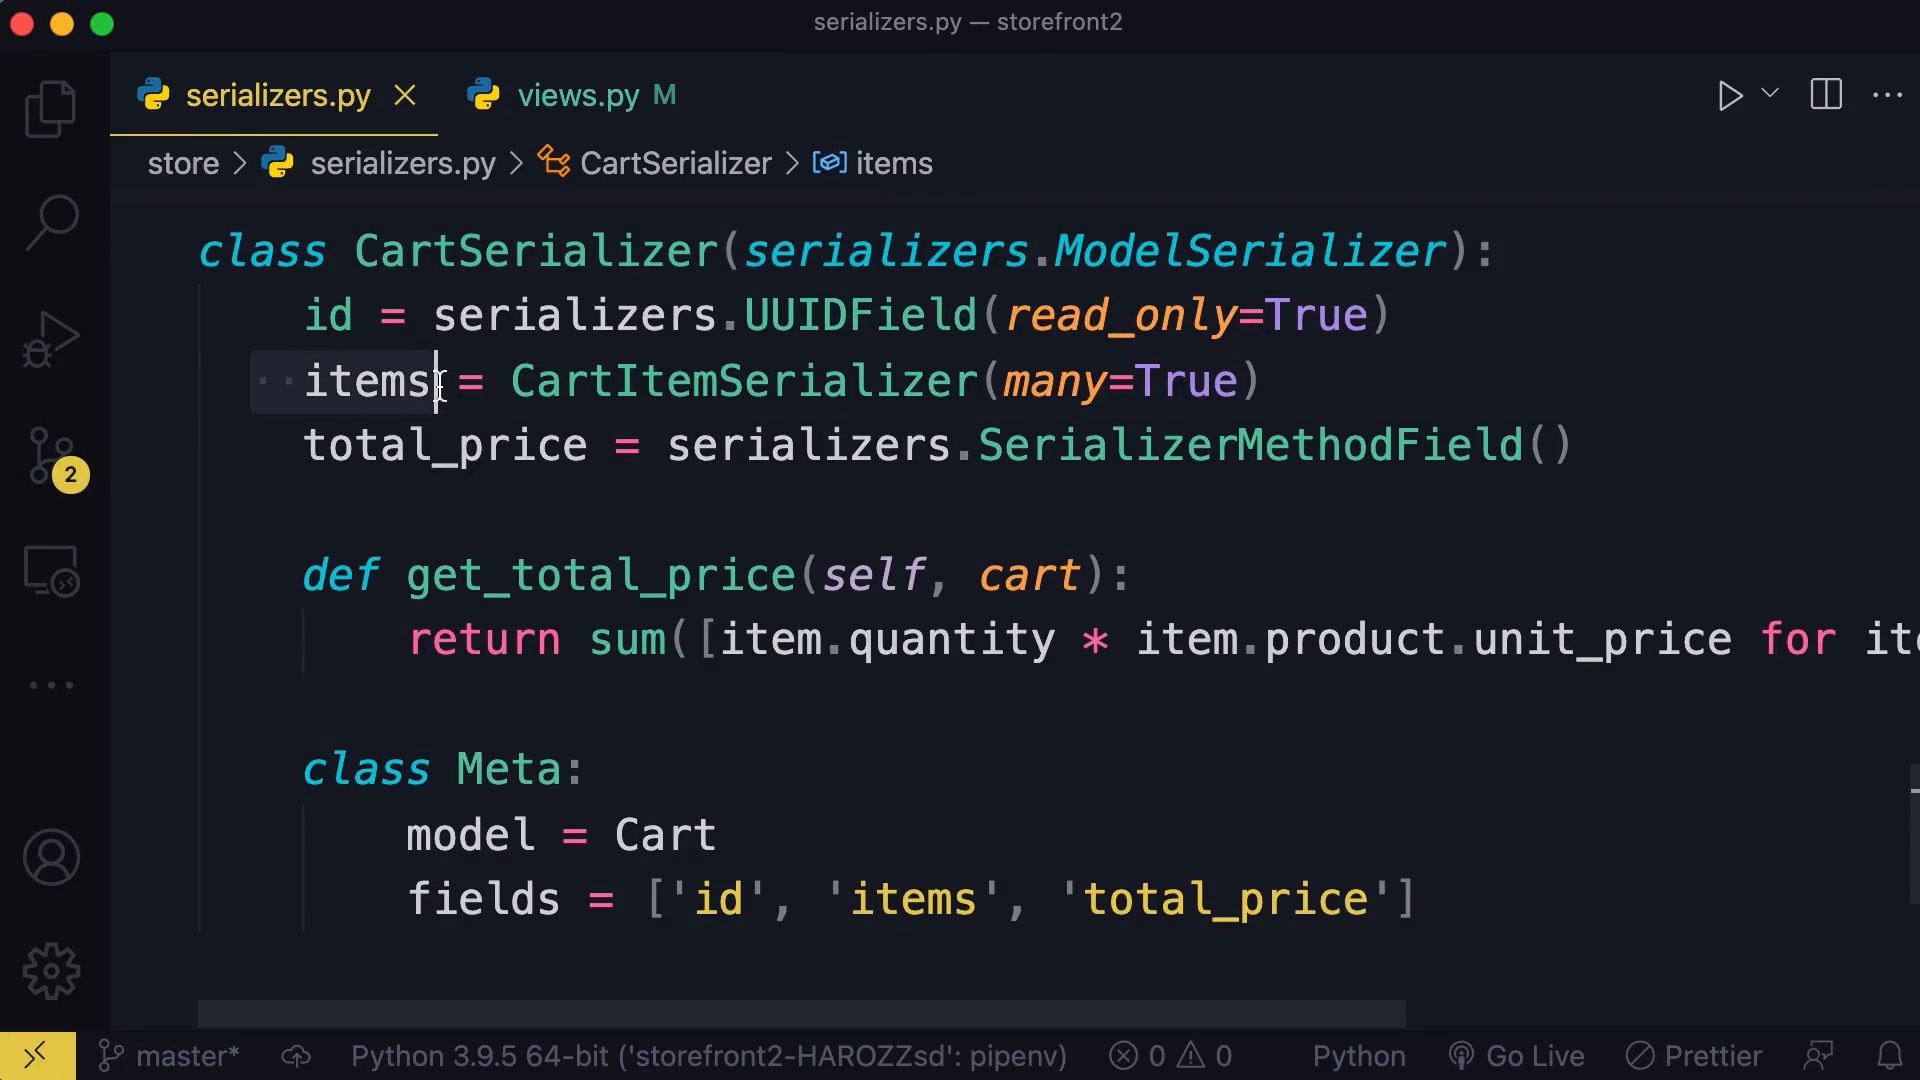 serializers.py — storefront2
serializers.py views.py M
store > serializers.py > CartSerializer > items
class CartSerializer(serializers.ModelSerializer):
id = serializers.UUIDField(read_only=True)
items = CartItemSerializer(many=True)
total_price = serializers.SerializerMethodField()
def get_total_price(self, cart):
return sum([item.quantity * item.product.unit_price for
class Meta:
model = Cart
fields = ['id', 'items', 'total_price']
2
master* Python 3.9.5 64-bit ('storefront2-HAROZZsd': pipenv) 0 0 Python Go Live Prettier